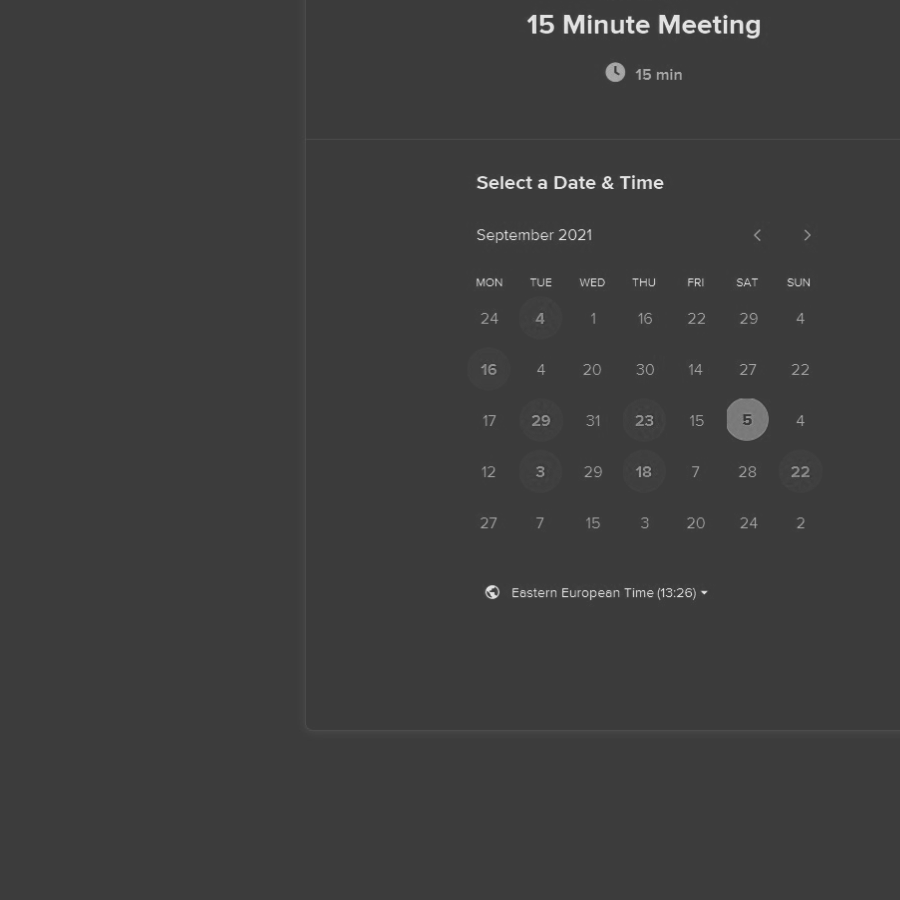 15 Minute Meeting
15 min
Select a Date & Time
September 2021
MON TUE WED THU FRI SAT SUN
24 4 1 16 22 29 4
16 4 20 30 14 27 22
17 29 31 23 15 5 4
12 3 29 18 7 28 22
27 7 15 3 20 24 2
Eastern European Time (13:26)